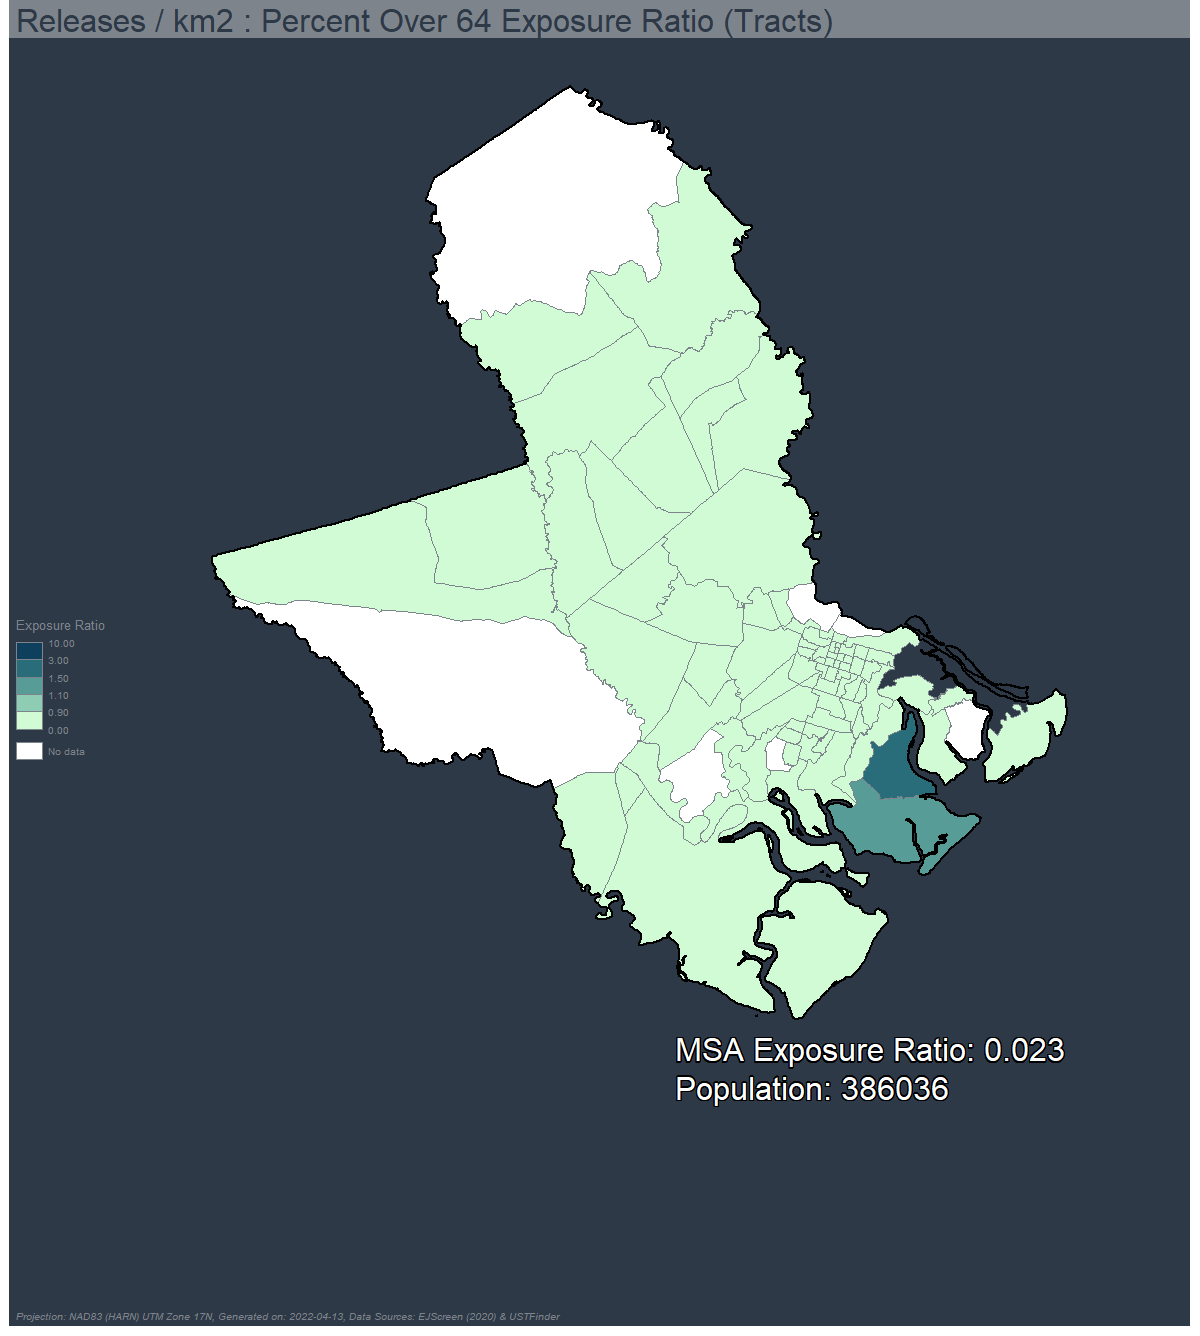 Releases / km2 : Percent Over 64 Exposure Ratio (Tracts)
Exposure Ratio
10.00
3.00
1.50
1.10
0.90
0.00
No data
MSA Exposure Ratio: 0.023
Population: 386036
Projection: NAD83 (HARN) UTM Zone 17N, Generated on: 2022-04-13, Data Sources: EJScreen (2020) & USTFinder